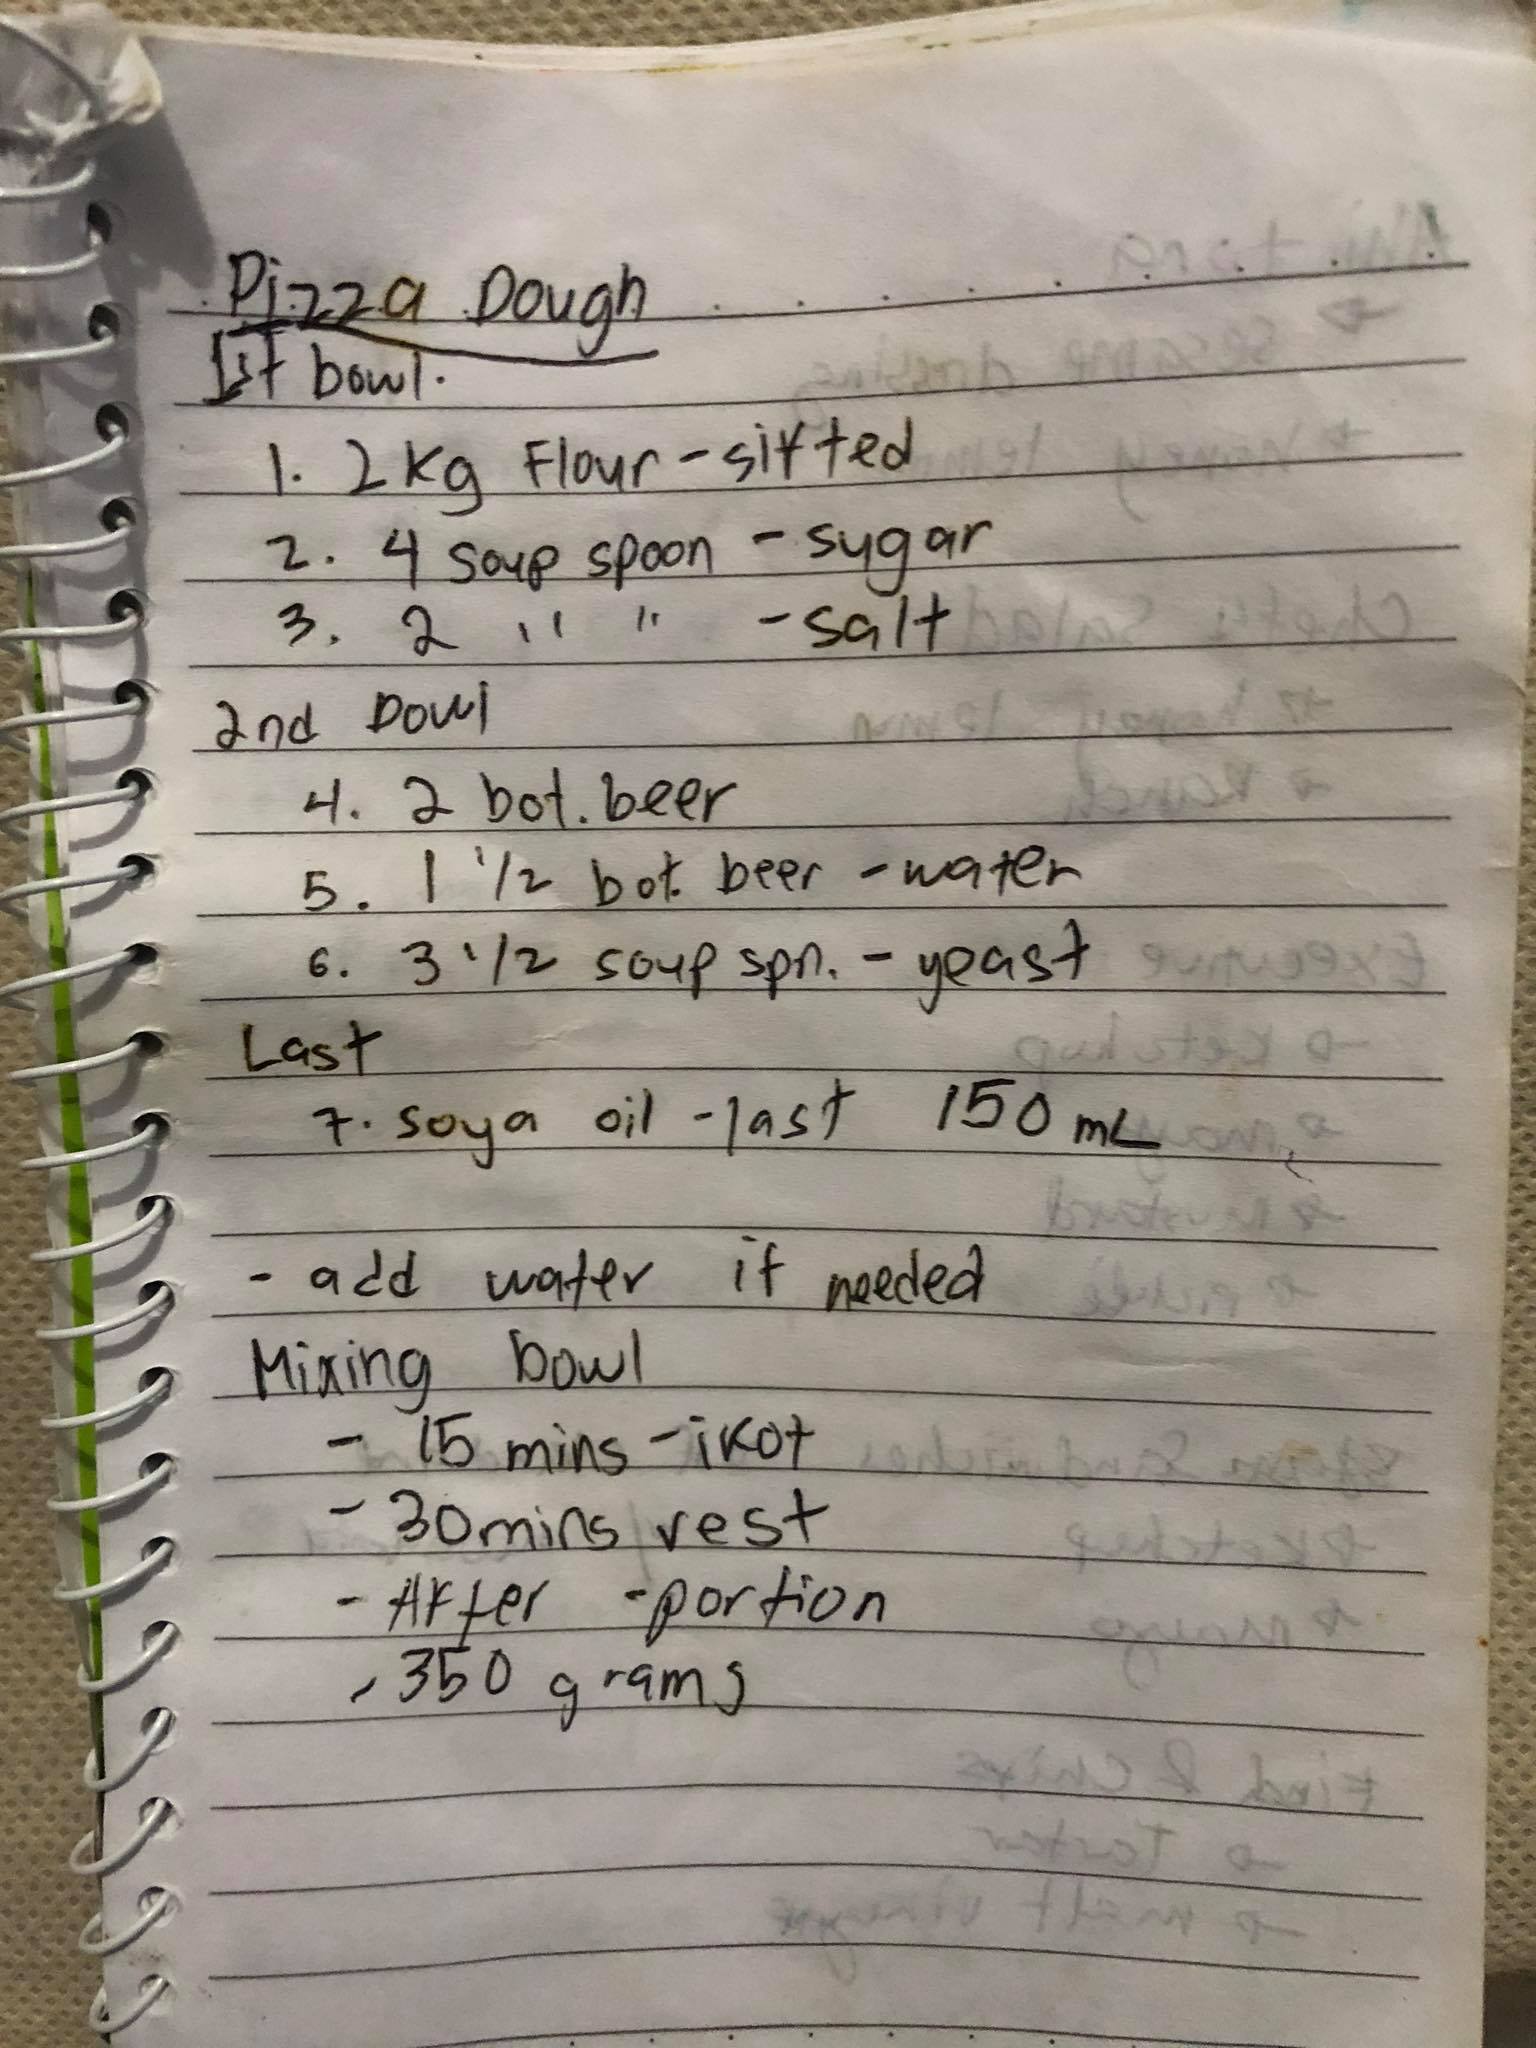 Pizza Dough
1st bowl.
1. 2 Kg Flour - sifted
2. 4 soup spoon - sugar
3. 2 " " - salt
2nd bowl
4. 2 bot. beer
5. 1 1/2 bot. beer - water
6. 3 1/2 soup spn. - yeast
Last
7. soya oil - last 150 mL
- add water if needed
Mixing bowl
- 15 mins - ikot
- 30 mins rest
- After - portion
- 350 grams